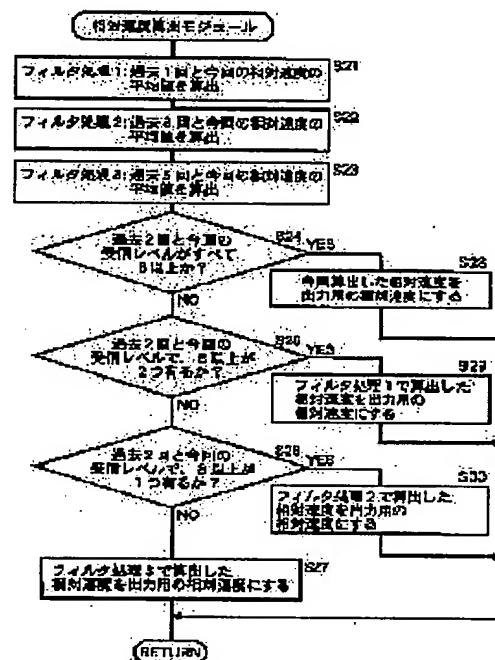 相対速度算出モジュール
S21
フィルタ処理1:過去1回と今回の相対速度の
平均値を算出
S22
フィルタ処理2:過去3回と今回の相対速度の
平均値を算出
S23
フィルタ処理3:過去5回と今回の相対速度の
平均値を算出
S24
過去2回と今回の
受信レベルがすべて
以上か?
YES
NO
今回算出した相対速度を
出力用の相対速度にする
過去2回と今回の
受信レベルで、以上が
2つ有るか?
YES
NO
S29
フィルタ処理1で算出した
相対速度を出力用の
相対速度にする
過去2回と今回の
受信レベルで、以上が
1つ有るか?
YES
NO
S30
フィルタ処理2で算出した
相対速度を出力用の
相対速度にする
S27
フィルタ処理3で算出した
相対速度を出力用の相対速度にする
RETURN